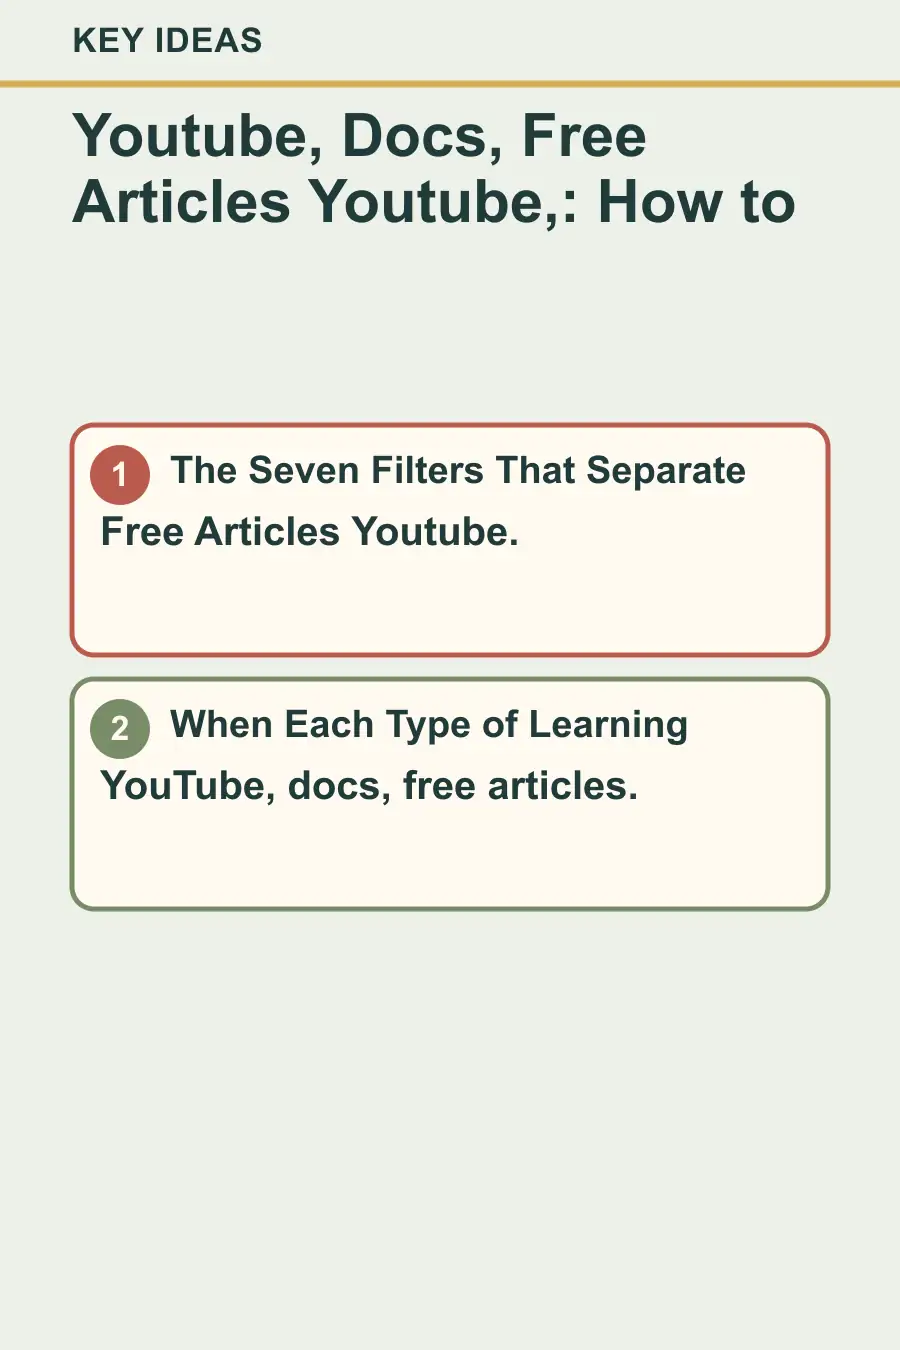 KEY IDEAS
Youtube, Docs, Free
Articles Youtube,: How to
1 The Seven Filters That Separate
Free Articles Youtube.
2 When Each Type of Learning
YouTube, docs, free articles.